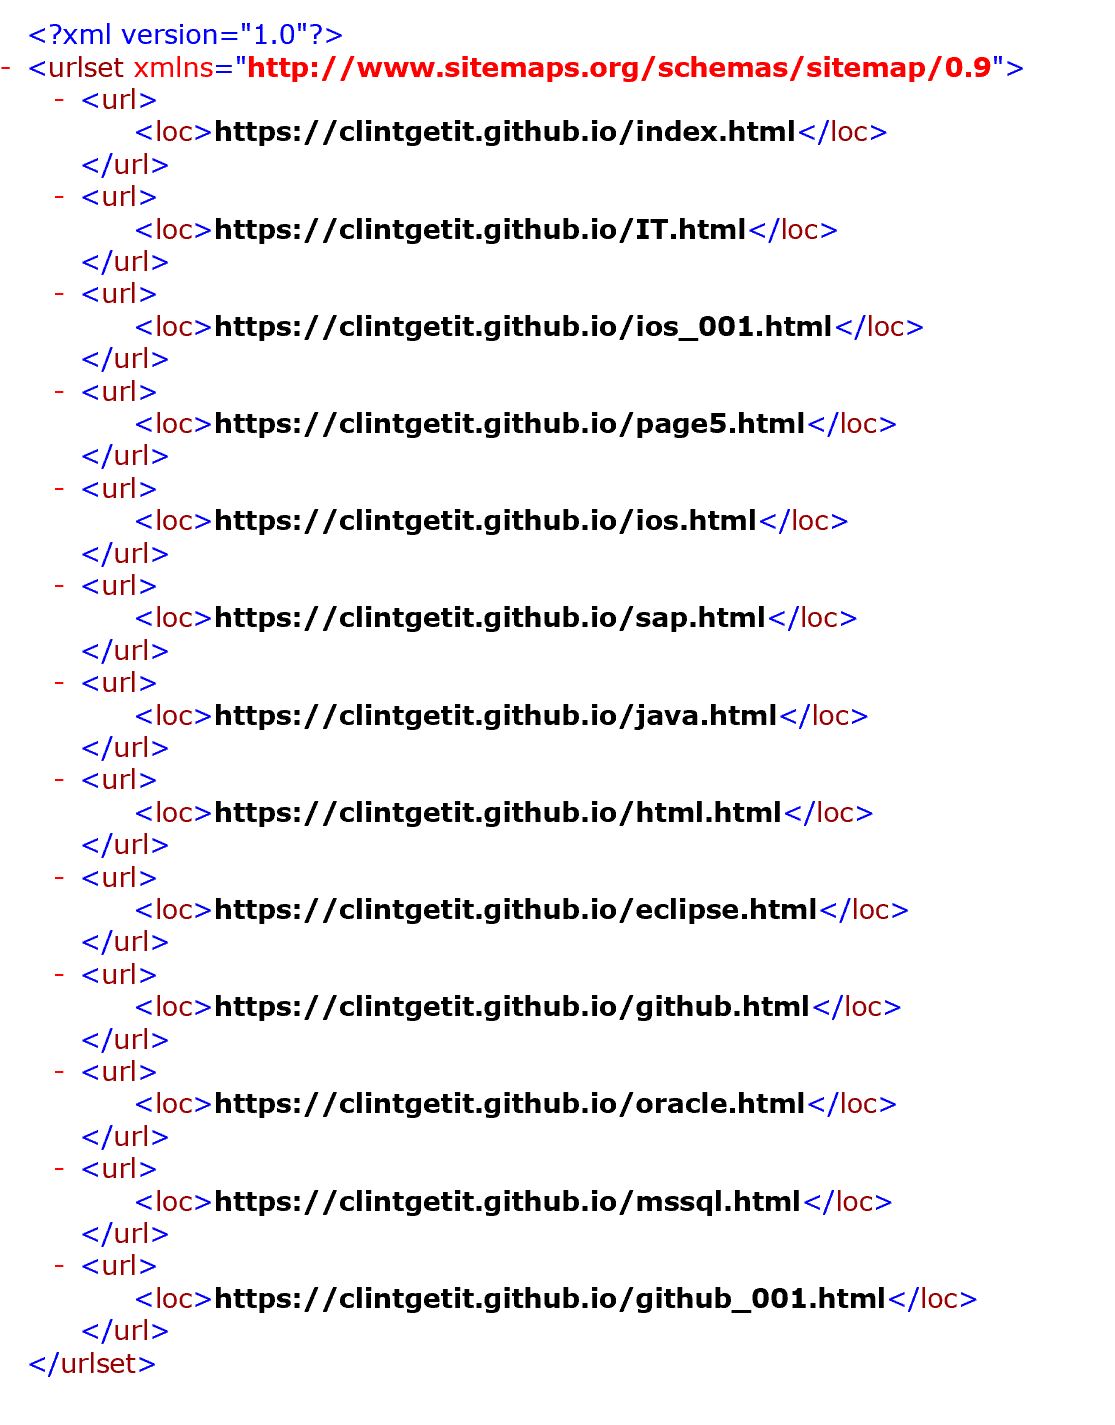 <?xml version="1.0"?>
- <urlset xmlns="http://www.sitemaps.org/schemas/sitemap/0.9">
- <url>
<loc>https://clintgetit.github.io/index.html</loc>
</url>
- <url>
<loc>https://clintgetit.github.io/IT.html</loc>
</url>
- <url>
<loc>https://clintgetit.github.io/ios_001.html</loc>
</url>
- <url>
<loc>https://clintgetit.github.io/page5.html</loc>
</url>
- <url>
<loc>https://clintgetit.github.io/ios.html</loc>
</url>
- <url>
<loc>https://clintgetit.github.io/sap.html</loc>
</url>
- <url>
<loc>https://clintgetit.github.io/java.html</loc>
</url>
- <url>
<loc>https://clintgetit.github.io/html.html</loc>
</url>
- <url>
<loc>https://clintgetit.github.io/eclipse.html</loc>
</url>
- <url>
<loc>https://clintgetit.github.io/github.html</loc>
</url>
- <url>
<loc>https://clintgetit.github.io/oracle.html</loc>
</url>
- <url>
<loc>https://clintgetit.github.io/mssql.html</loc>
</url>
- <url>
<loc>https://clintgetit.github.io/github_001.html</loc>
</url>
</urlset>